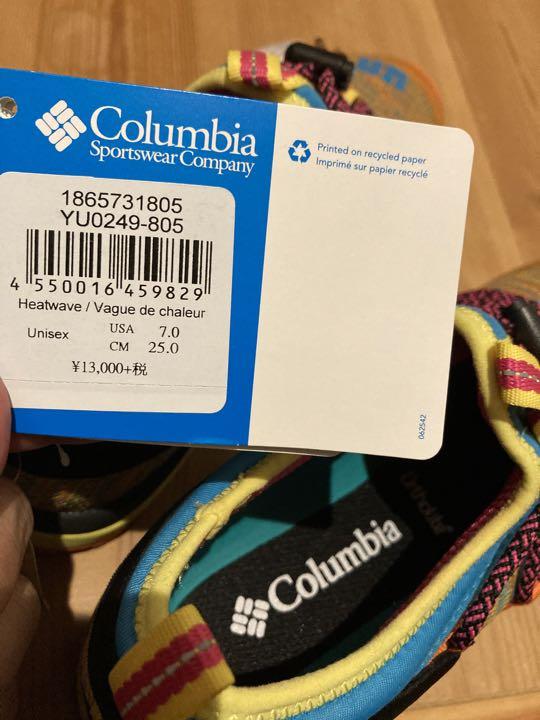 Columbia
Sportswear Company
Printed on recycled paper
Imprimé sur papier recyclé
1865731805
YU0249-805
4 550016 459829
Heatwave / Vague de chaleur
Unisex USA 7.0
CM 25.0
¥13,000+税
062542
Columbia
Ortholite